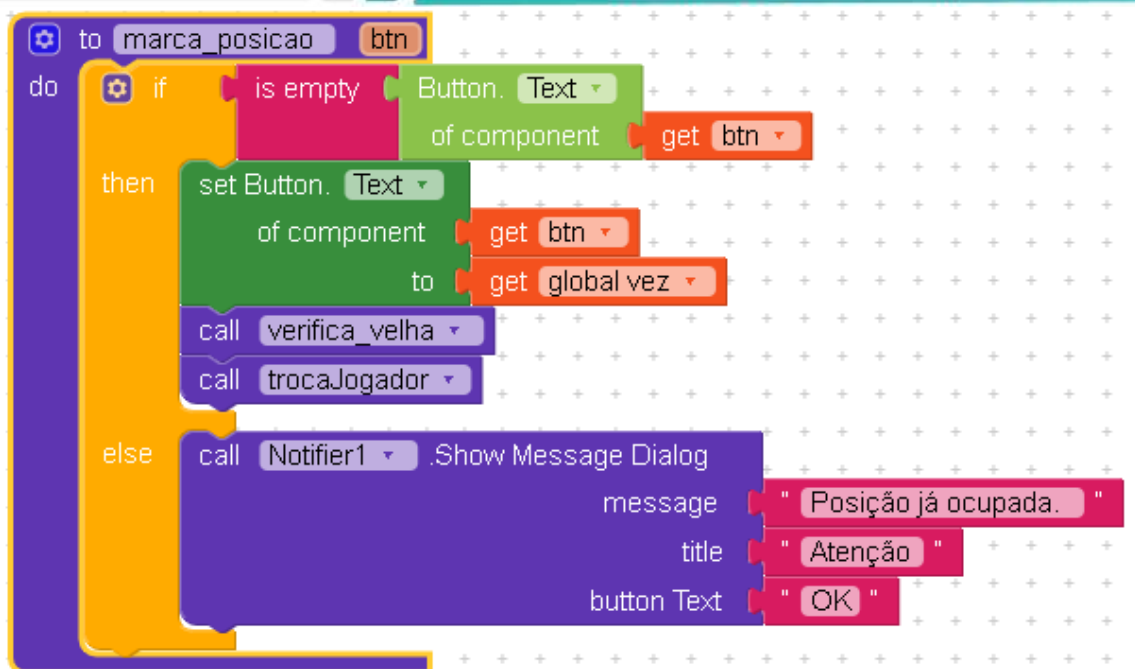 to marca_posicao btn
do if is empty Button. Text
of component get btn
then set Button. Text
of component get btn
to get global vez
call verifica_velha
call trocaJogador
else call Notifier1 .Show Message Dialog
message " Posição já ocupada. "
title " Atenção "
button Text " OK "